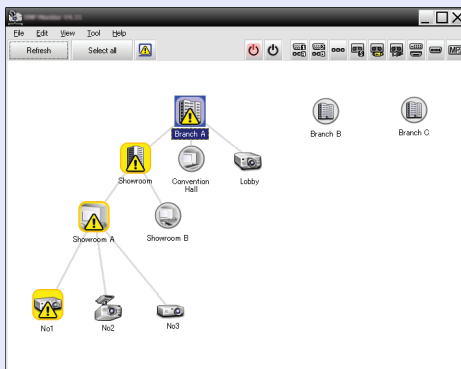 File Edit View Tool Help
Refresh Select all
Branch A
Branch B
Branch C
Showroom
Convention
Hall
Lobby
Showroom A
Showroom B
No1
No2
No3